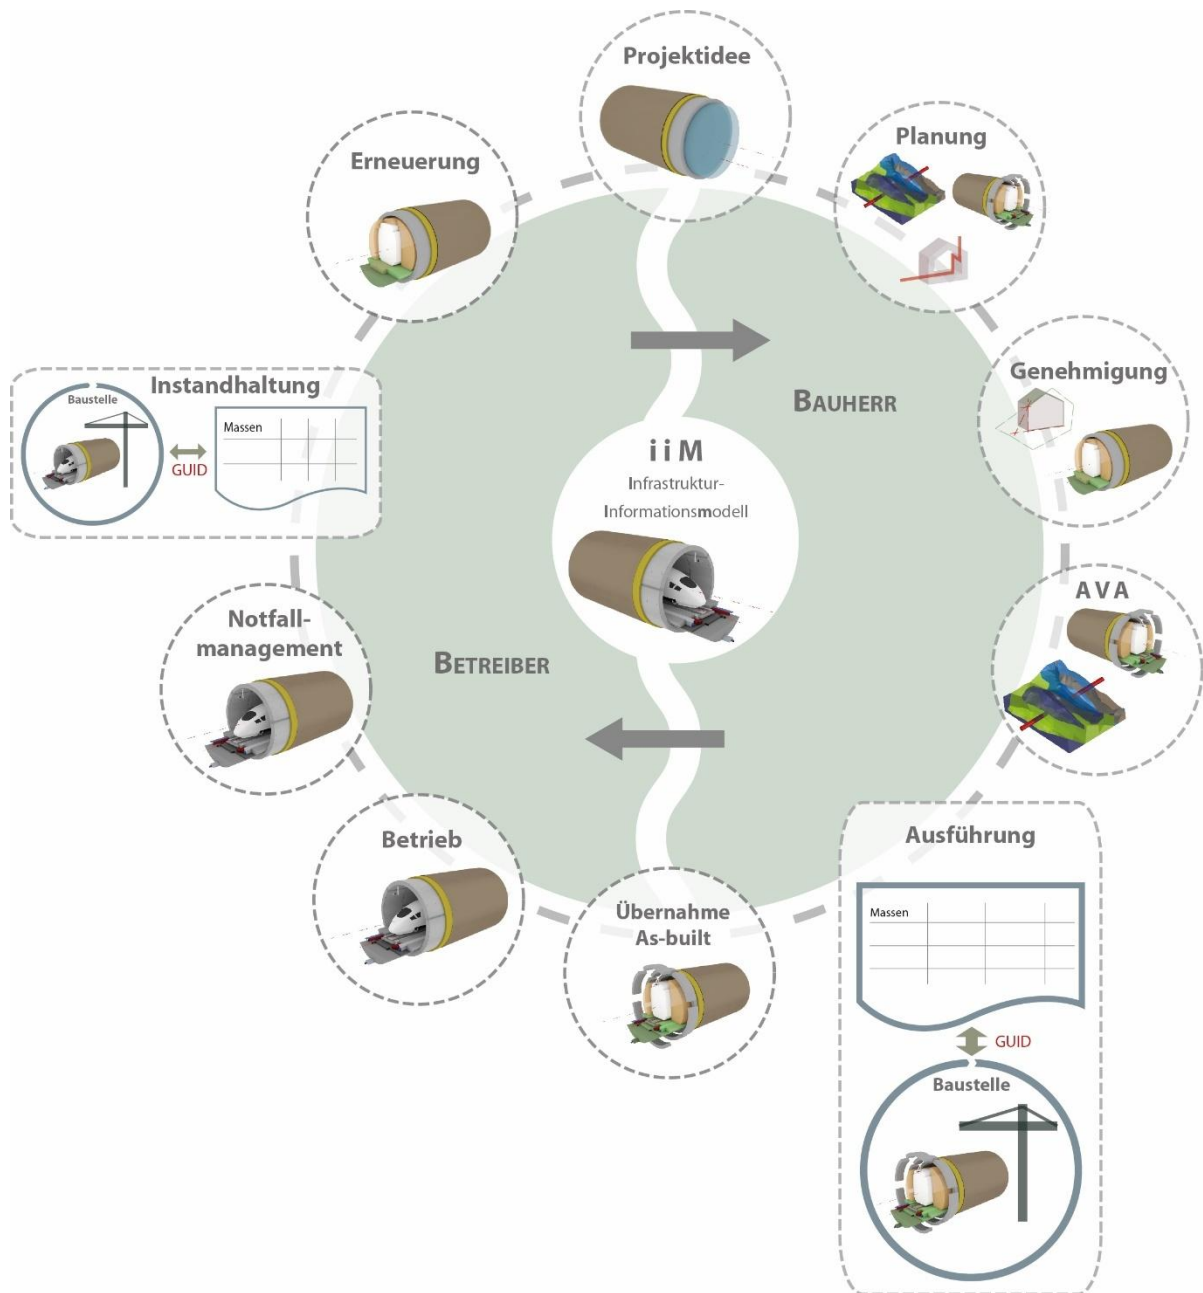 Projektidee
Planung
Genehmigung
AVA
Ausführung
Massen
GUID
Baustelle
Übernahme
As-built
Betrieb
Notfall-
management
Instandhaltung
Baustelle
Massen
GUID
Erneuerung
BAUHERR
iiM
Infrastruktur-
Informationsmodell
BETREIBER